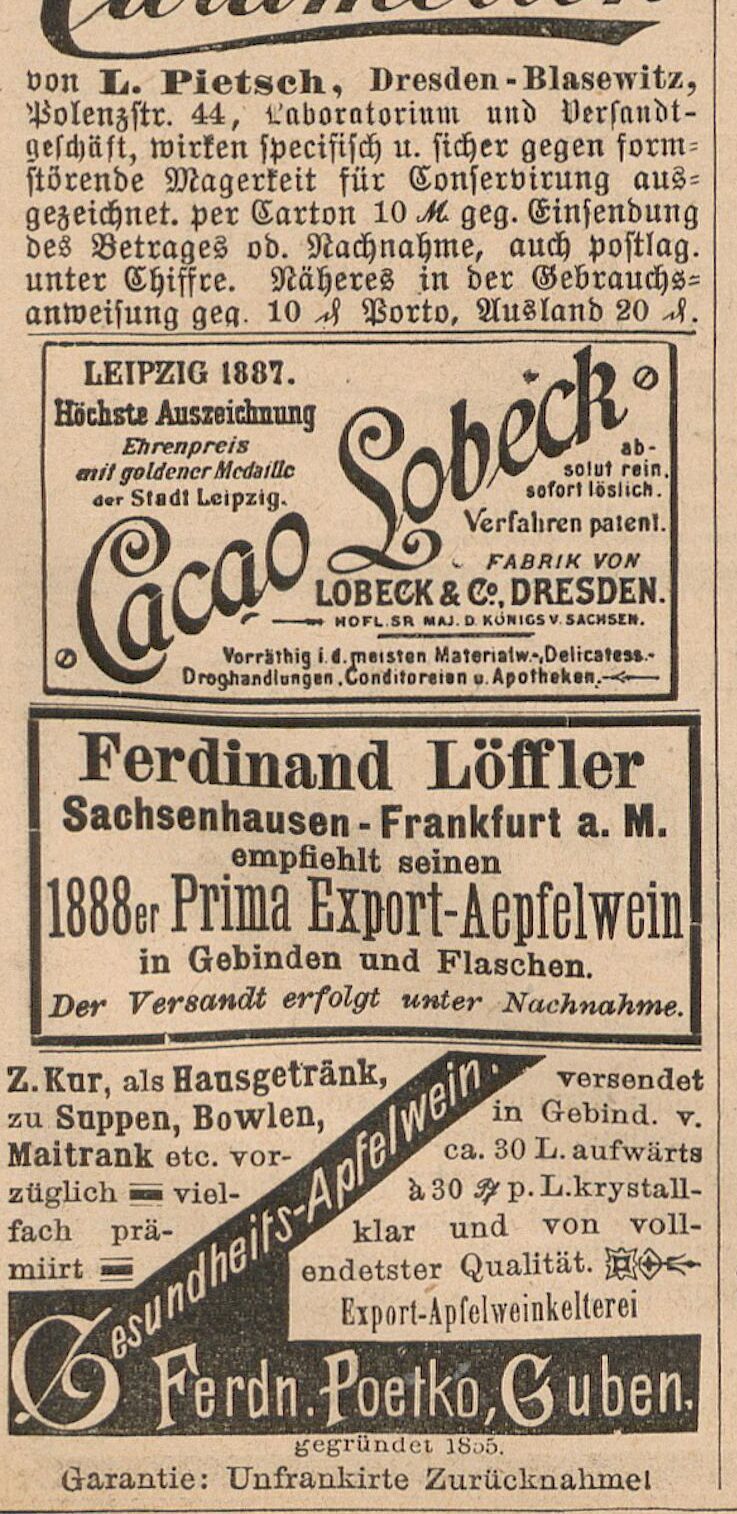 Caramellen
von L. Pietsch, Dresden-Blasewitz,
Polenzstr. 44, Laboratorium und Versandt-
geschäft, wirken specifisch u. sicher gegen form-
störende Magerkeit für Conservirung aus-
gezeichnet. per Carton 10 M. geg. Einsendung
des Betrages od. Nachnahme, auch postlag.
unter Chiffre. Näheres in der Gebrauchs-
anweisung geg. 10 ₰ Porto, Ausland 20 ₰.
LEIPZIG 1887.
Höchste Auszeichnung
Ehrenpreis
mit goldener Medaille
der Stadt Leipzig.
Cacao Lobeck
ab-
solut rein,
sofort löslich.
Verfahren patent.
FABRIK VON
LOBECK & Co, DRESDEN.
HOFL. SR MAJ. D. KÖNIGS V. SACHSEN.
Vorräthig i. d. meisten Materialw.-, Delicatess.-
Droghandlungen, Conditoreien u. Apotheken.
Ferdinand Löffler
Sachsenhausen-Frankfurt a. M.
empfiehlt seinen
1888er Prima Export-Aepfelwein
in Gebinden und Flaschen.
Der Versandt erfolgt unter Nachnahme.
Z. Kur, als Hausgetränk,
zu Suppen, Bowlen,
Maitrank etc. vor-
züglich viel-
fach prä-
miirt
Gesundheits-Apfelwein.
versendet
in Gebind. v.
ca. 30 L. aufwärts
à 30 ₰ p. L. krystall-
klar und von voll-
endetster Qualität.
Export-Apfelweinkelterei
Ferdn. Poetko, Guben.
gegründet 1855.
Garantie: Unfrankirte Zurücknahme!